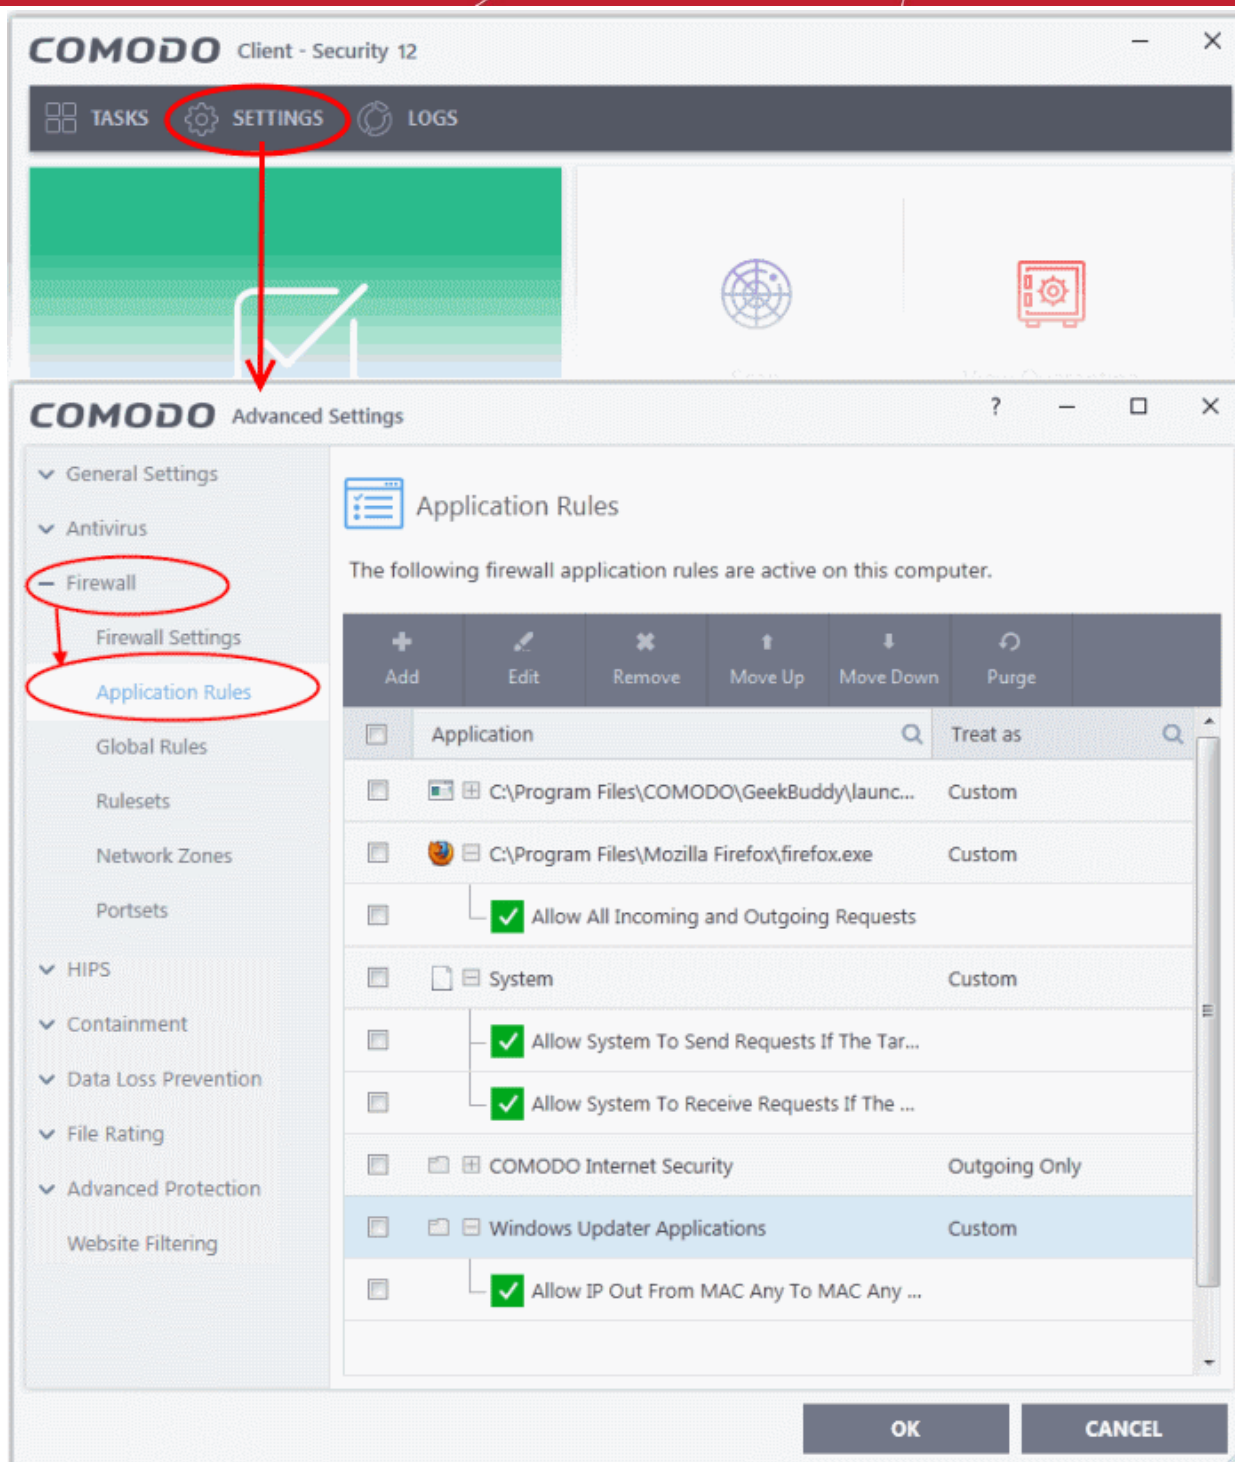 COMODO Client - Security 12
TASKS SETTINGS LOGS
COMODO Advanced Settings
?
General Settings
Antivirus
Firewall
Firewall Settings
Application Rules
Global Rules
Rulesets
Network Zones
Portsets
HIPS
Containment
Data Loss Prevention
File Rating
Advanced Protection
Website Filtering
Application Rules
The following firewall application rules are active on this computer.
Add Edit Remove Move Up Move Down Purge
Application Treat as
C:\Program Files\COMODO\GeekBuddy\launc... Custom
C:\Program Files\Mozilla Firefox\firefox.exe Custom
Allow All Incoming and Outgoing Requests
System Custom
Allow System To Send Requests If The Tar...
Allow System To Receive Requests If The ...
COMODO Internet Security Outgoing Only
Windows Updater Applications Custom
Allow IP Out From MAC Any To MAC Any ...
OK CANCEL